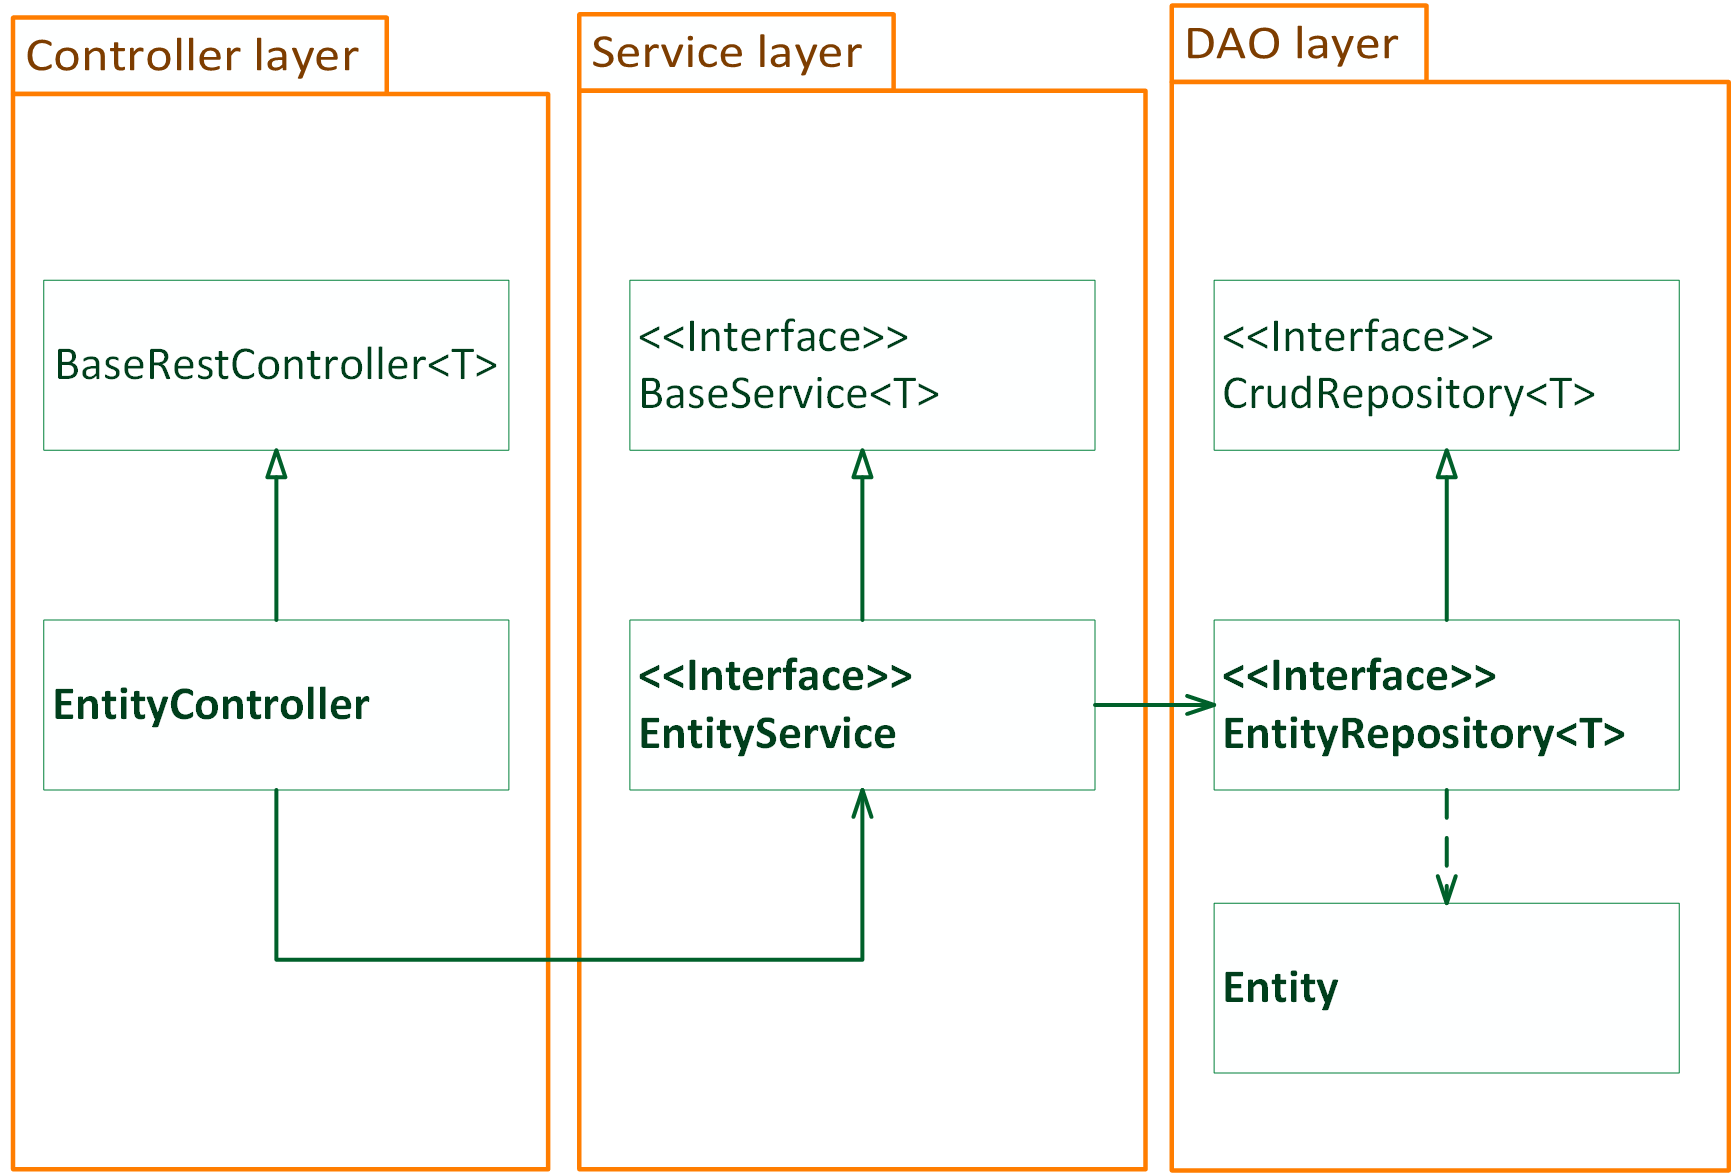 Controller layer
Service layer
DAO layer
BaseRestController<T>
<<Interface>>
BaseService<T>
<<Interface>>
CrudRepository<T>
EntityController
<<Interface>>
EntityService
<<Interface>>
EntityRepository<T>
Entity